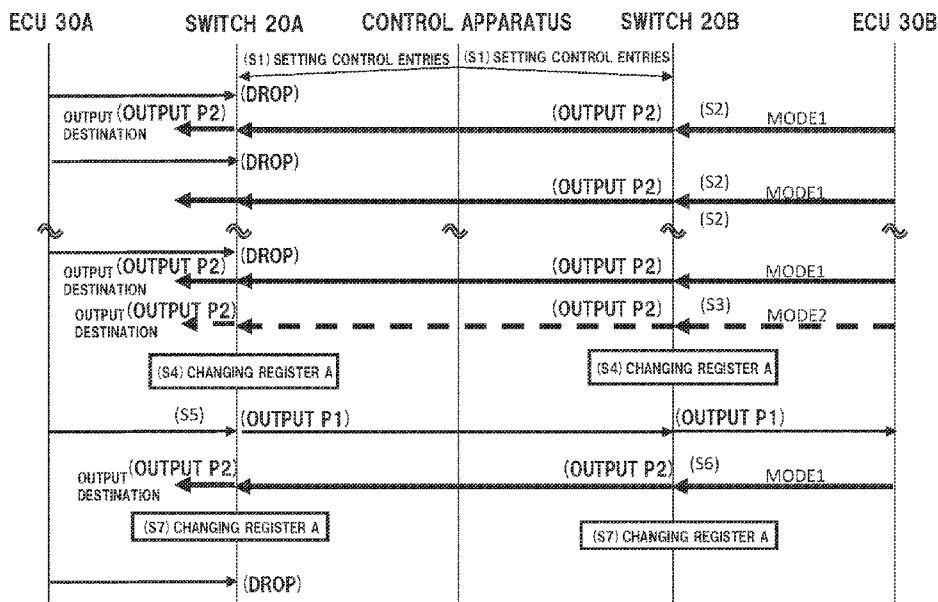 ECU 30A SWITCH 20A CONTROL APPARATUS SWITCH 20B ECU 30B
(S1) SETTING CONTROL ENTRIES (S1) SETTING CONTROL ENTRIES
(DROP)
OUTPUT DESTINATION (OUTPUT P2) (OUTPUT P2) (S2) MODE1
(DROP)
(OUTPUT P2) (S2) MODE1
(S2)
(DROP)
OUTPUT DESTINATION (OUTPUT P2) (OUTPUT P2) MODE1
OUTPUT DESTINATION (OUTPUT P2) (OUTPUT P2) (S3) MODE2
(S4) CHANGING REGISTER A (S4) CHANGING REGISTER A
(S5) (OUTPUT P1) (OUTPUT P1)
OUTPUT DESTINATION (OUTPUT P2) (OUTPUT P2) (S6) MODE1
(S7) CHANGING REGISTER A (S7) CHANGING REGISTER A
(DROP)